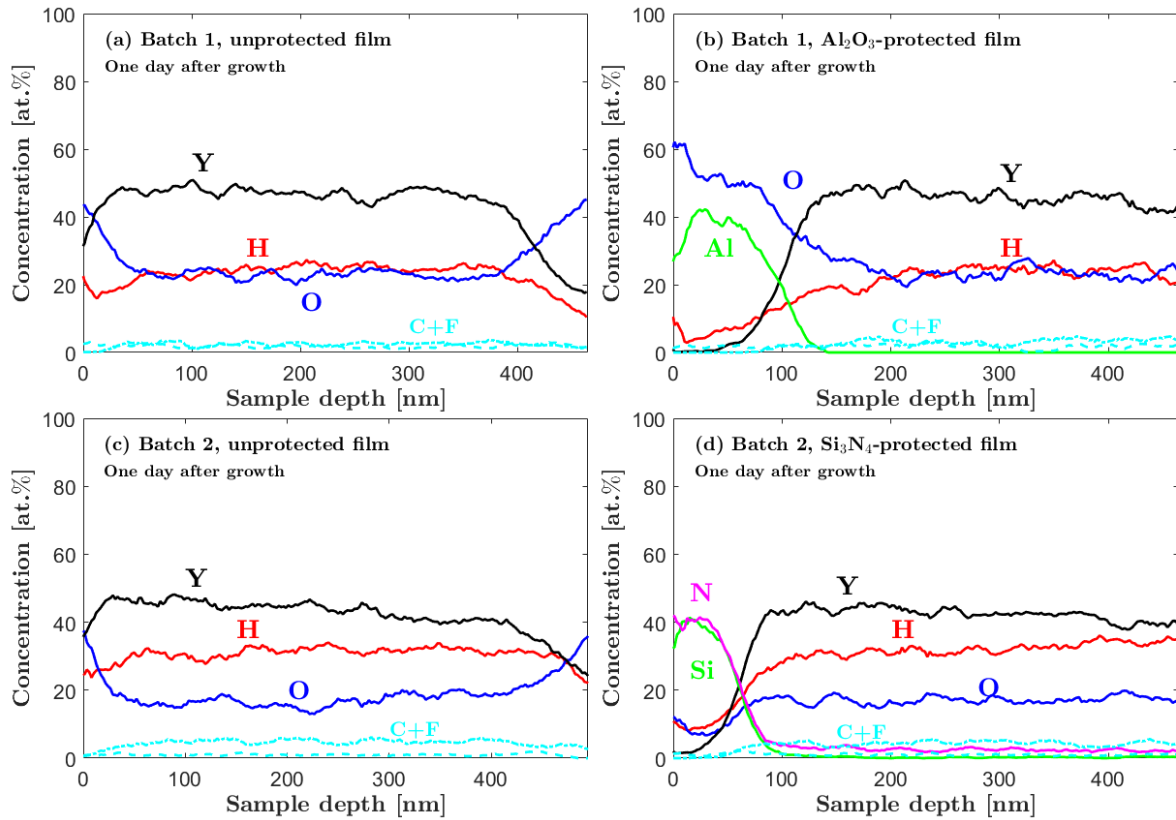 (a) Batch 1, unprotected film
One day after growth
Y
H
O
C+F
100
80
60
40
20
0
Concentration [at.%]
0 100 200 300 400
Sample depth [nm]
(b) Batch 1, Al₂O₃-protected film
One day after growth
O
Y
Al
H
C+F
100
80
60
40
20
0
Concentration [at.%]
0 100 200 300 400
Sample depth [nm]
(c) Batch 2, unprotected film
One day after growth
Y
H
O
C+F
100
80
60
40
20
0
Concentration [at.%]
0 100 200 300 400
Sample depth [nm]
(d) Batch 2, Si₃N₄-protected film
One day after growth
N
Y
H
Si
O
C+F
100
80
60
40
20
0
Concentration [at.%]
0 100 200 300 400
Sample depth [nm]